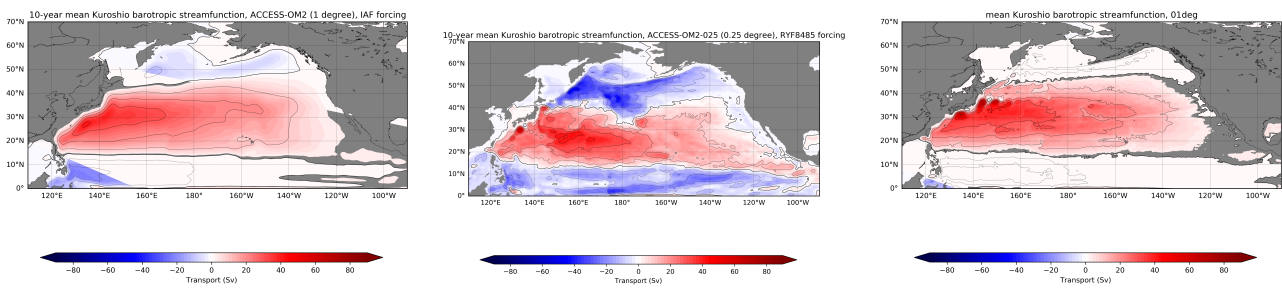 10-year mean Kuroshio barotropic streamfunction, ACCESS-OM2 (1 degree), IAF forcing
70°N
60°N
50°N
40°N
30°N
20°N
10°N
0°
120°E 140°E 160°E 180° 160°W 140°W 120°W 100°W
−80 −60 −40 −20 0 20 40 60 80
Transport (Sv)
10-year mean Kuroshio barotropic streamfunction, ACCESS-OM2-025 (0.25 degree), RYF8485 forcing
70°N
60°N
50°N
40°N
30°N
20°N
10°N
0°
120°E 140°E 160°E 180° 160°W 140°W 120°W 100°W
−80 −60 −40 −20 0 20 40 60 80
Transport (Sv)
mean Kuroshio barotropic streamfunction, 01deg
70°N
60°N
50°N
40°N
30°N
20°N
10°N
0°
120°E 140°E 160°E 180° 160°W 140°W 120°W 100°W
−80 −60 −40 −20 0 20 40 60 80
Transport (Sv)